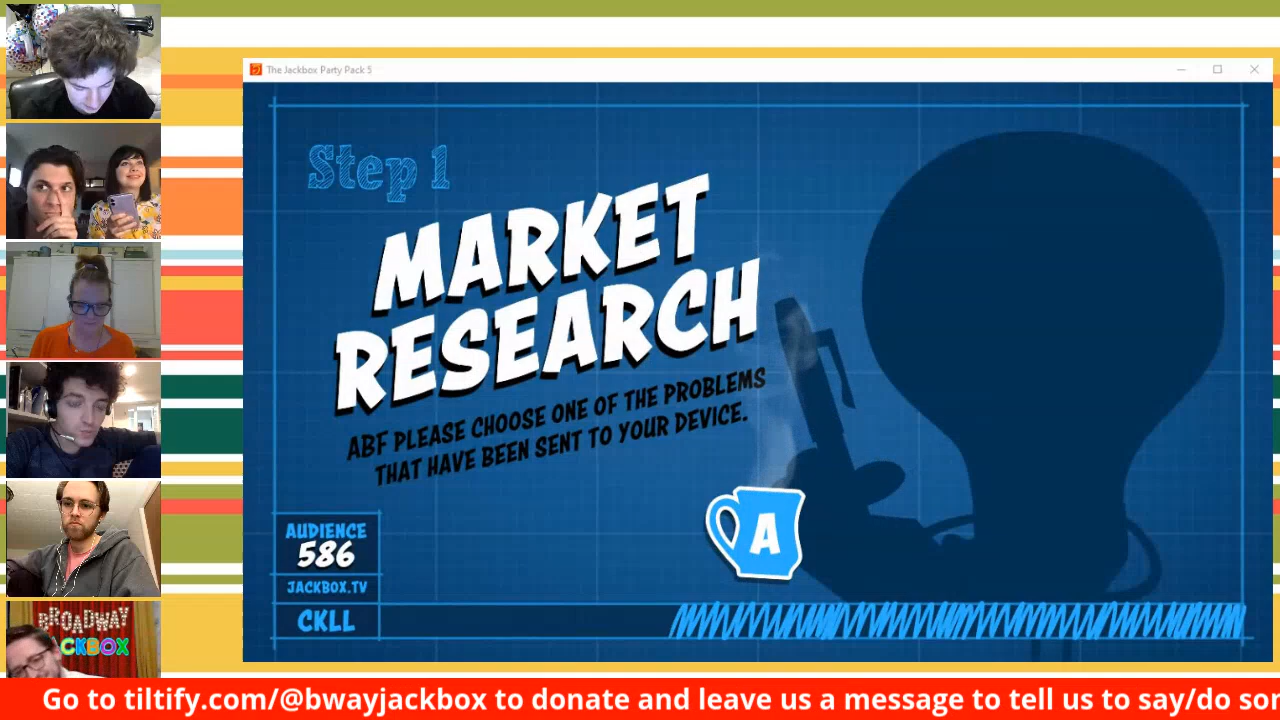 The Jackbox Party Pack 5
Step 1
MARKET
RESEARCH
ABF PLEASE CHOOSE ONE OF THE PROBLEMS
THAT HAVE BEEN SENT TO YOUR DEVICE.
A
AUDIENCE
586
JACKBOX.TV
CKLL
BROADWAY
CKBOX
Go to tiltify.com/@bwayjackbox to donate and leave us a message to tell us to say/do sor